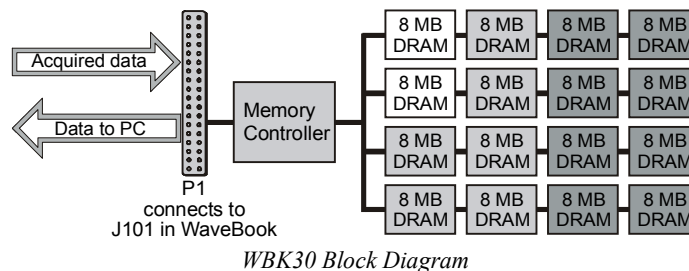 Acquired data
Data to PC
P1
connects to
J101 in WaveBook
Memory
Controller
8 MB
DRAM
8 MB
DRAM
8 MB
DRAM
8 MB
DRAM
8 MB
DRAM
8 MB
DRAM
8 MB
DRAM
8 MB
DRAM
8 MB
DRAM
8 MB
DRAM
8 MB
DRAM
8 MB
DRAM
8 MB
DRAM
8 MB
DRAM
8 MB
DRAM
8 MB
DRAM
WBK30 Block Diagram